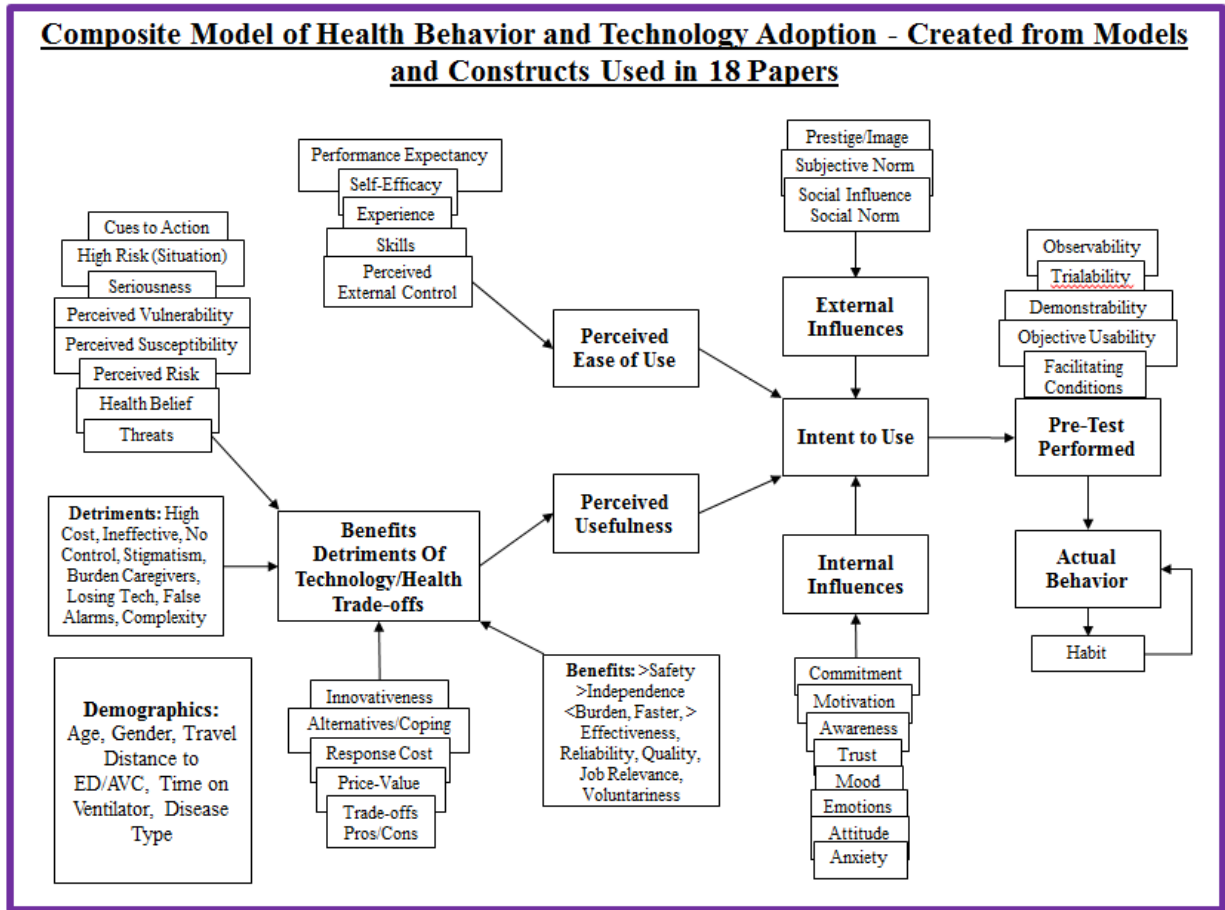 Composite Model of Health Behavior and Technology Adoption - Created from Models
and Constructs Used in 18 Papers
Performance Expectancy
Self-Efficacy
Experience
Skills
Perceived
External Control
Prestige/Image
Subjective Norm
Social Influence
Social Norm
Cues to Action
High Risk (Situation)
Seriousness
Perceived Vulnerability
Perceived Susceptibility
Perceived Risk
Health Belief
Threats
Observability
Trialability
Demonstrability
Objective Usability
Facilitating
Conditions
External
Influences
Perceived
Ease of Use
Intent to Use
Pre-Test
Performed
Perceived
Usefulness
Detriments: High
Cost, Ineffective, No
Control, Stigmatism,
Burden Caregivers,
Losing Tech, False
Alarms, Complexity
Benefits
Detriments Of
Technology/Health
Trade-offs
Internal
Influences
Actual
Behavior
Habit
Demographics:
Age, Gender, Travel
Distance to
ED/AVC, Time on
Ventilator, Disease
Type
Innovativeness
Alternatives/Coping
Response Cost
Price-Value
Trade-offs
Pros/Cons
Benefits: >Safety
>Independence
<Burden, Faster, >
Effectiveness,
Reliability, Quality,
Job Relevance,
Voluntariness
Commitment
Motivation
Awareness
Trust
Mood
Emotions
Attitude
Anxiety